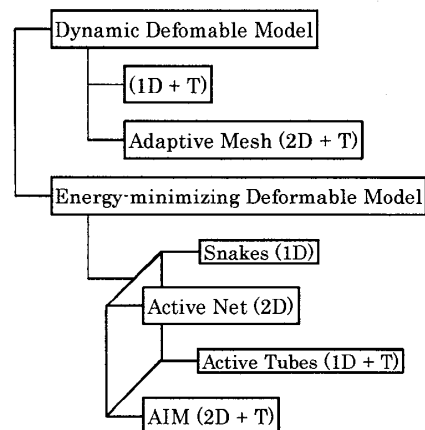 Dynamic Defomable Model
(1D + T)
Adaptive Mesh (2D + T)
Energy-minimizing Deformable Model
Snakes (1D)
Active Net (2D)
Active Tubes (1D + T)
AIM (2D + T)